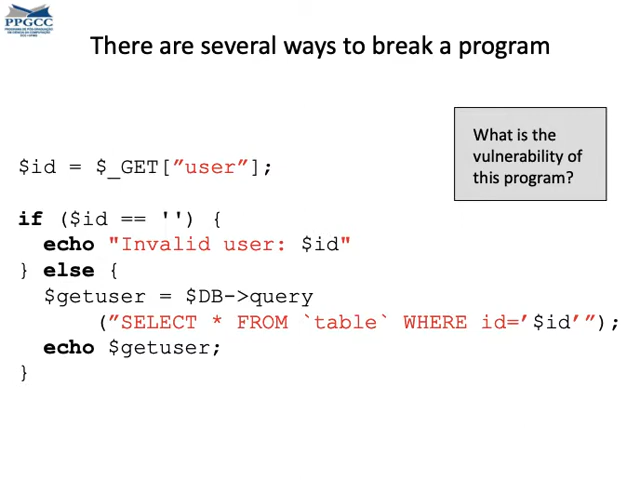 PPGCC
There are several ways to break a program
What is the
vulnerability of
this program?
$id = $_GET[”user”];
if ($id == '') {
echo "Invalid user: $id"
} else {
$getuser = $DB->query
(”SELECT * FROM `table` WHERE id=’$id’”);
echo $getuser;
}